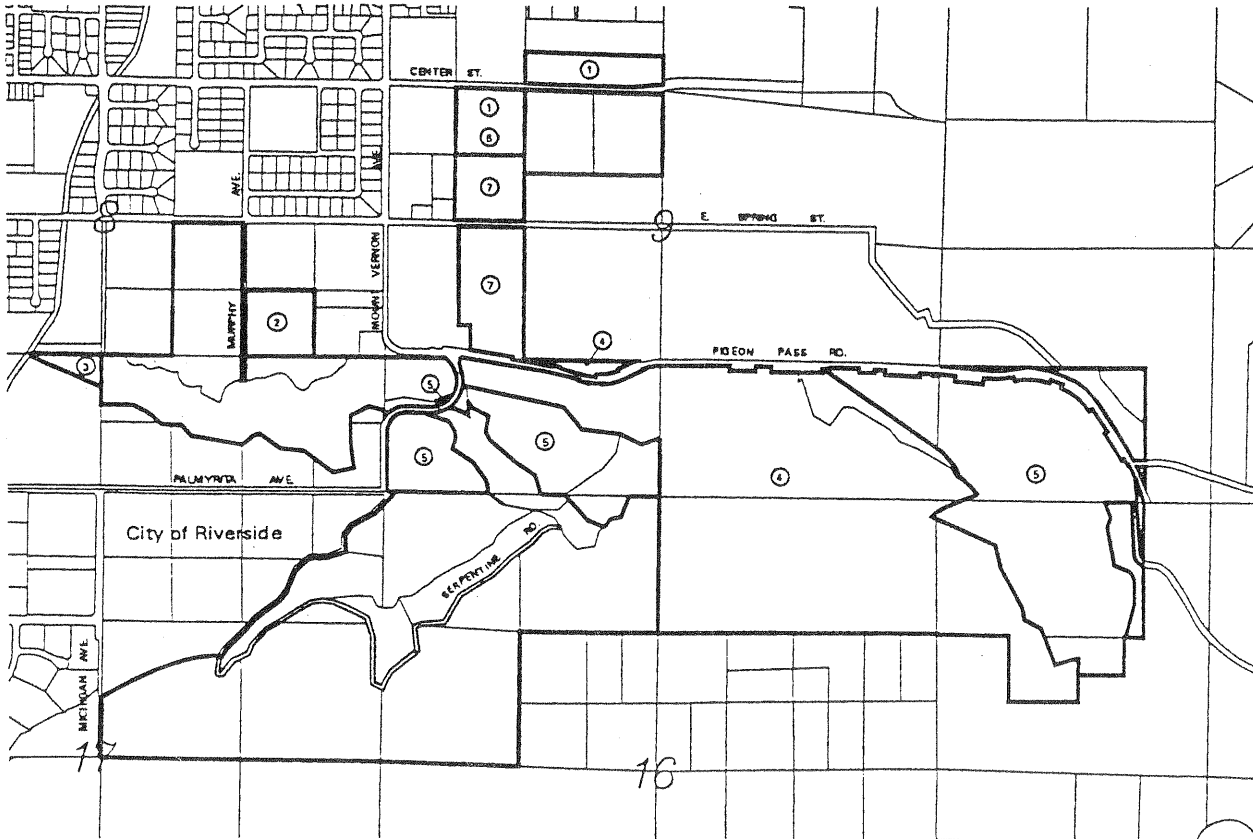 CENTER ST.
1
1
6
7
AVE.
AVE.
8
9
E. SPRING ST.
MOUNT VERNON
MURPHY
7
2
4
PIGEON PASS RD.
3
5
5
5
4
5
PALMYRITA AVE.
City of Riverside
SERPENTINE RD.
MICHIGAN AVE.
17
16